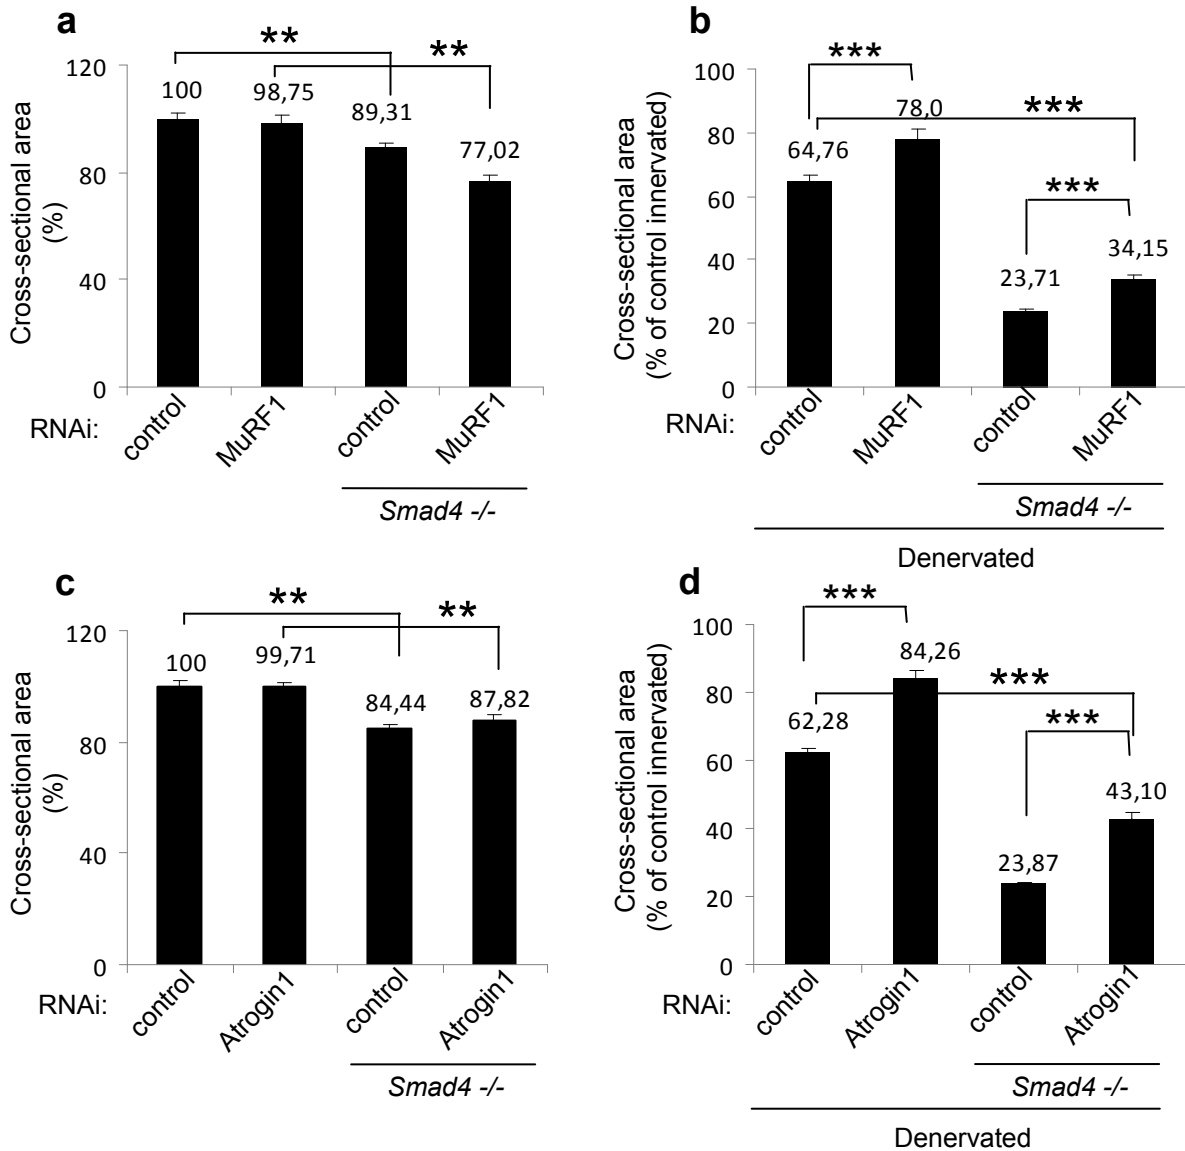 a
Cross-sectional area
(%)
120
80
40
0
**
**
100
98,75
89,31
77,02
RNAi:
control
MuRF1
control
MuRF1
Smad4 -/-
b
Cross-sectional area
(% of control innervated)
100
80
60
40
20
0
***
***
***
64,76
78,0
23,71
34,15
RNAi:
control
MuRF1
control
MuRF1
Smad4 -/-
Denervated
c
Cross-sectional area
(%)
120
80
40
0
**
**
100
99,71
84,44
87,82
RNAi:
control
Atrogin1
control
Atrogin1
Smad4 -/-
d
Cross-sectional area
(% of control innervated)
100
80
60
40
20
0
***
***
***
62,28
84,26
23,87
43,10
RNAi:
control
Atrogin1
control
Atrogin1
Smad4 -/-
Denervated